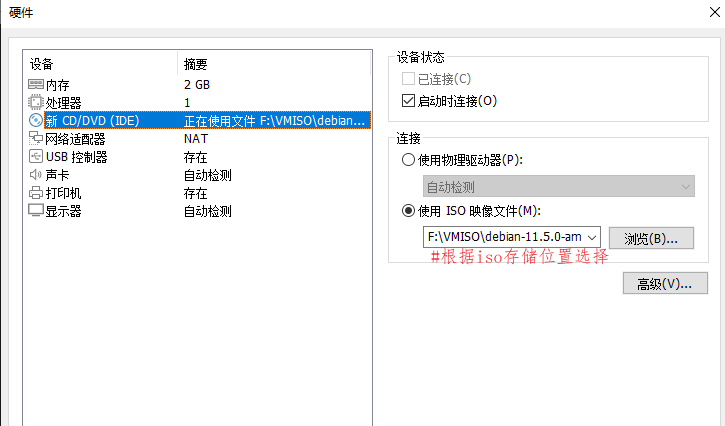 硬件
设备 摘要
内存 2 GB
处理器 1
新 CD/DVD (IDE) 正在使用文件 F:\VMISO\debian...
网络适配器 NAT
USB 控制器 存在
声卡 自动检测
打印机 存在
显示器 自动检测
设备状态
已连接(C)
启动时连接(O)
连接
使用物理驱动器(P):
自动检测
使用 ISO 映像文件(M):
F:\VMISO\debian-11.5.0-am
浏览(B)...
#根据iso存储位置选择
高级(V)...